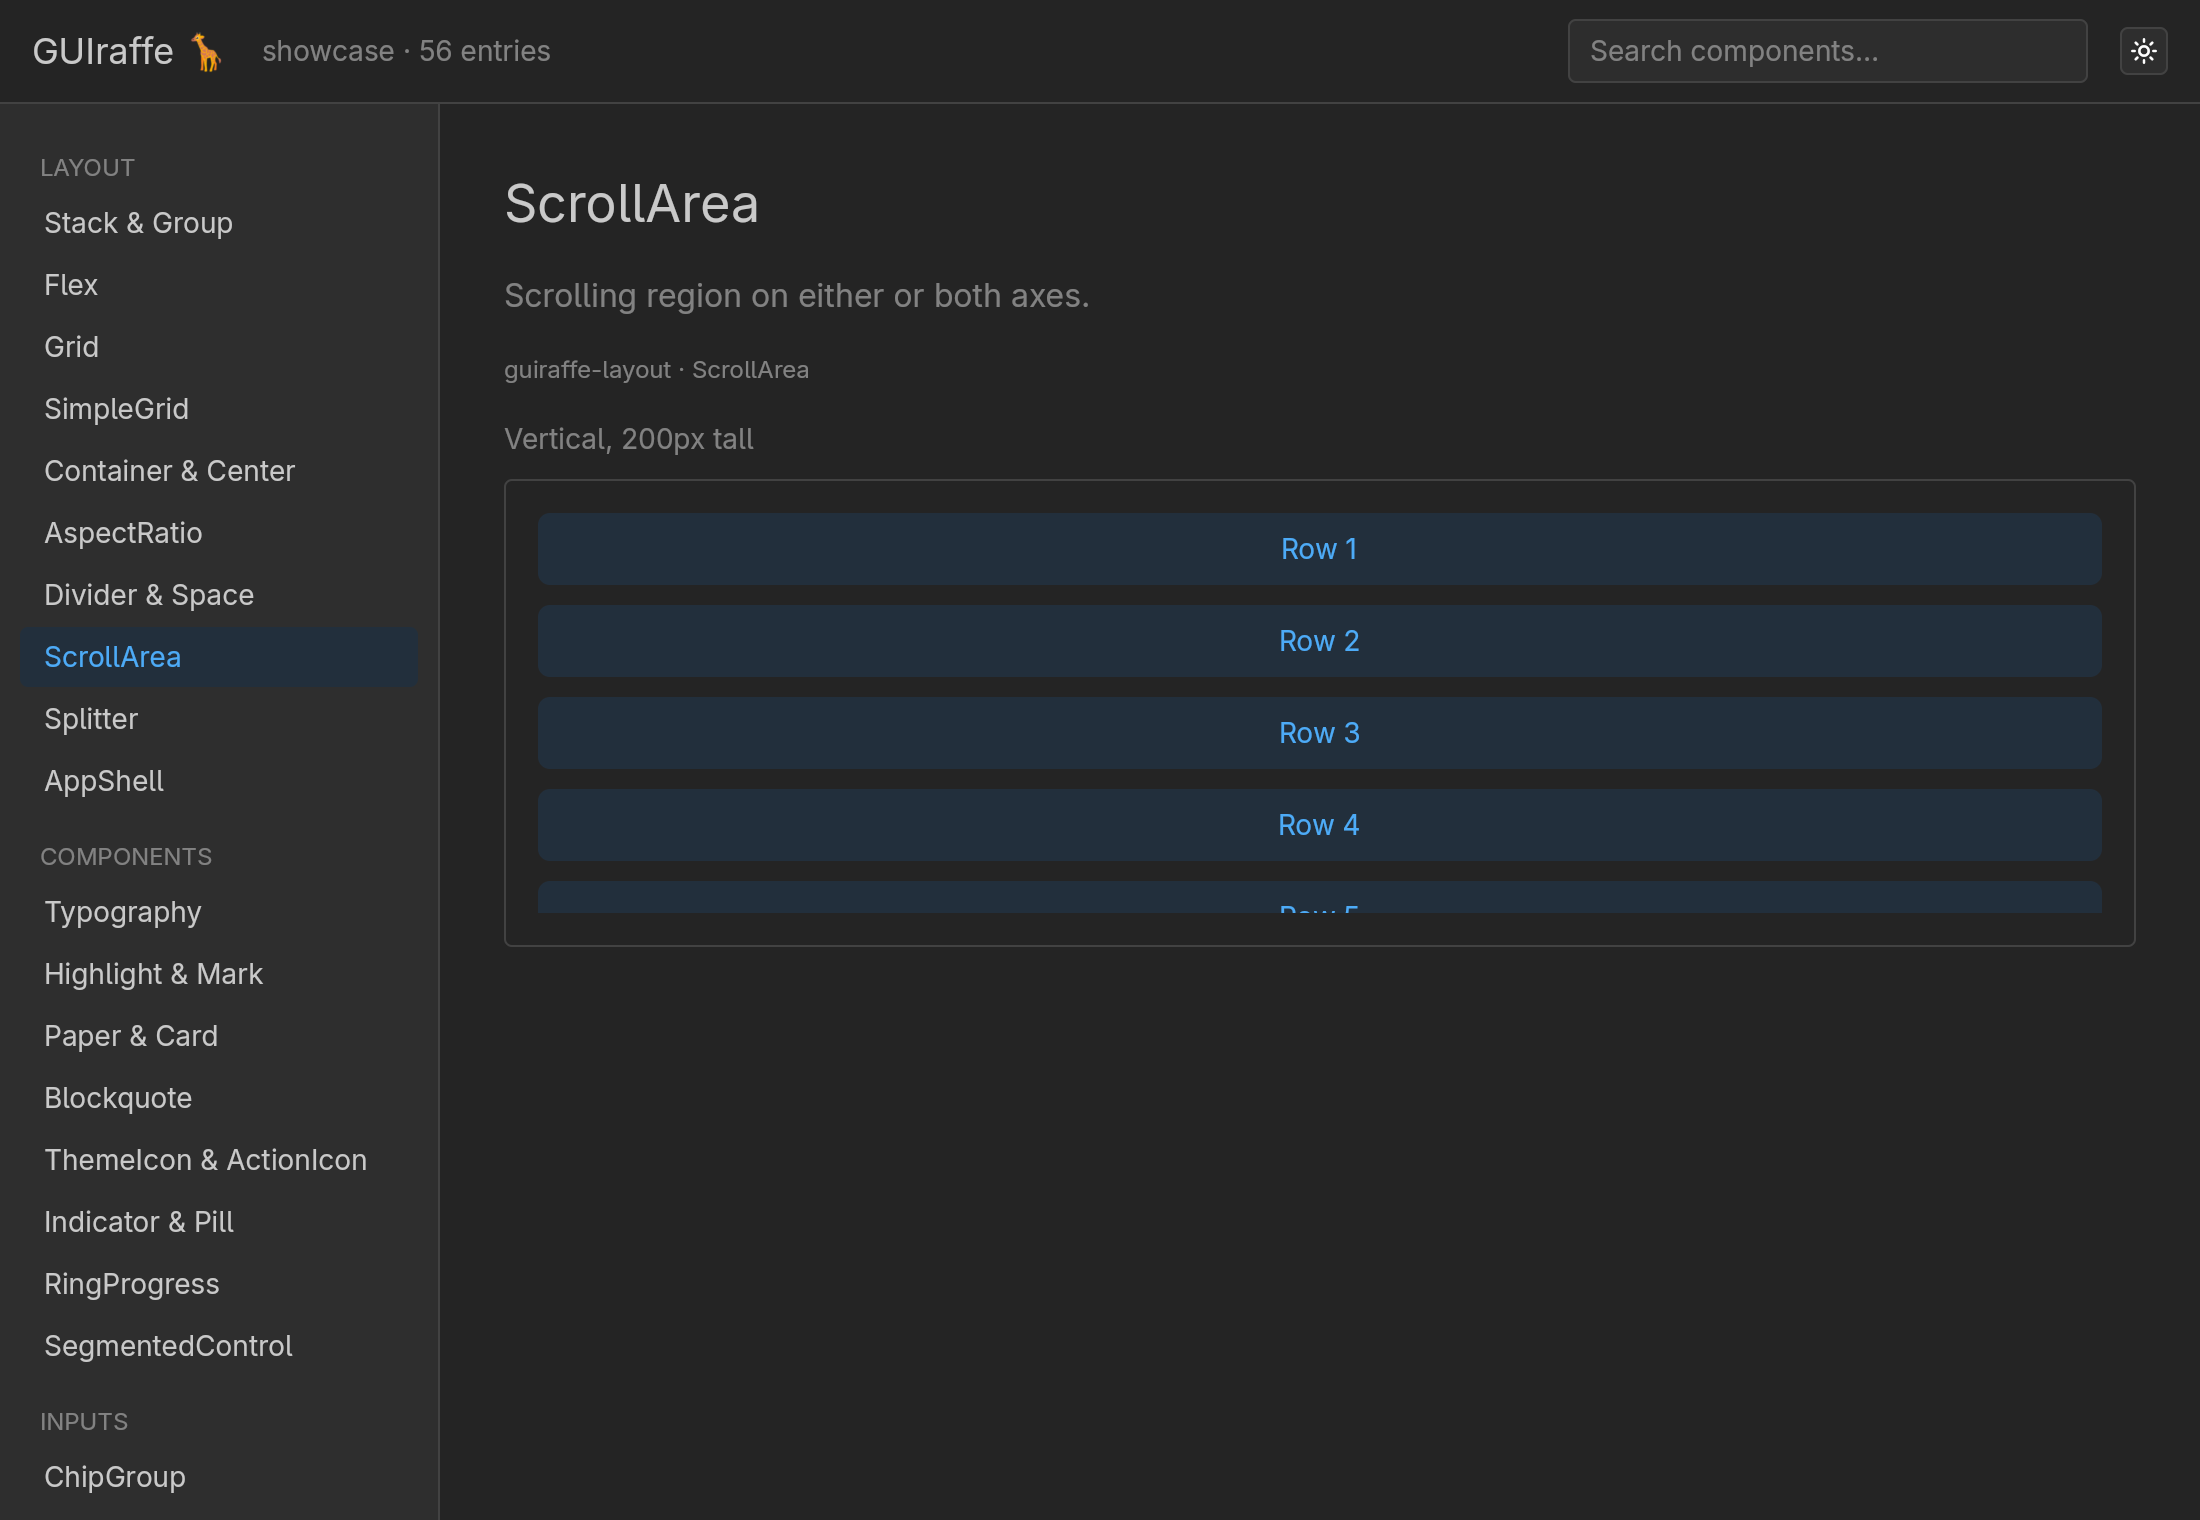 GUIraffe 🦒 showcase · 56 entries
Search components...
LAYOUT
Stack & Group
Flex
Grid
SimpleGrid
Container & Center
AspectRatio
Divider & Space
ScrollArea
Splitter
AppShell
COMPONENTS
Typography
Highlight & Mark
Paper & Card
Blockquote
ThemeIcon & ActionIcon
Indicator & Pill
RingProgress
SegmentedControl
INPUTS
ChipGroup
ScrollArea
Scrolling region on either or both axes.
guiraffe-layout · ScrollArea
Vertical, 200px tall
Row 1
Row 2
Row 3
Row 4
Row 5